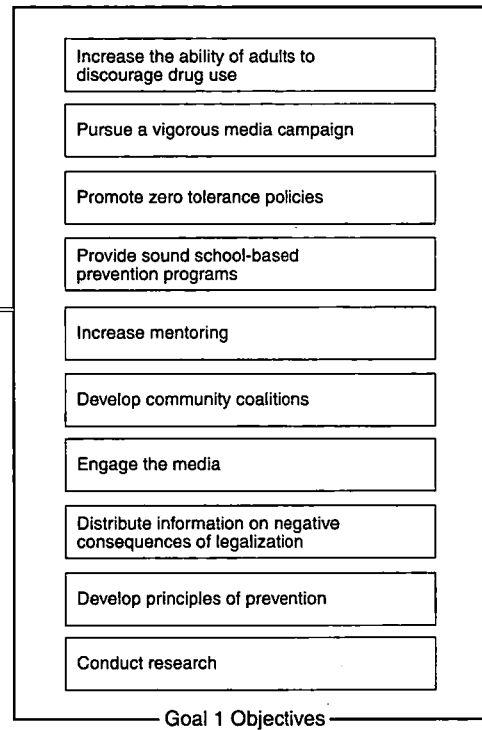 Increase the ability of adults to
discourage drug use
Pursue a vigorous media campaign
Promote zero tolerance policies
Provide sound school-based
prevention programs
Increase mentoring
Develop community coalitions
Engage the media
Distribute information on negative
consequences of legalization
Develop principles of prevention
Conduct research
Goal 1 Objectives